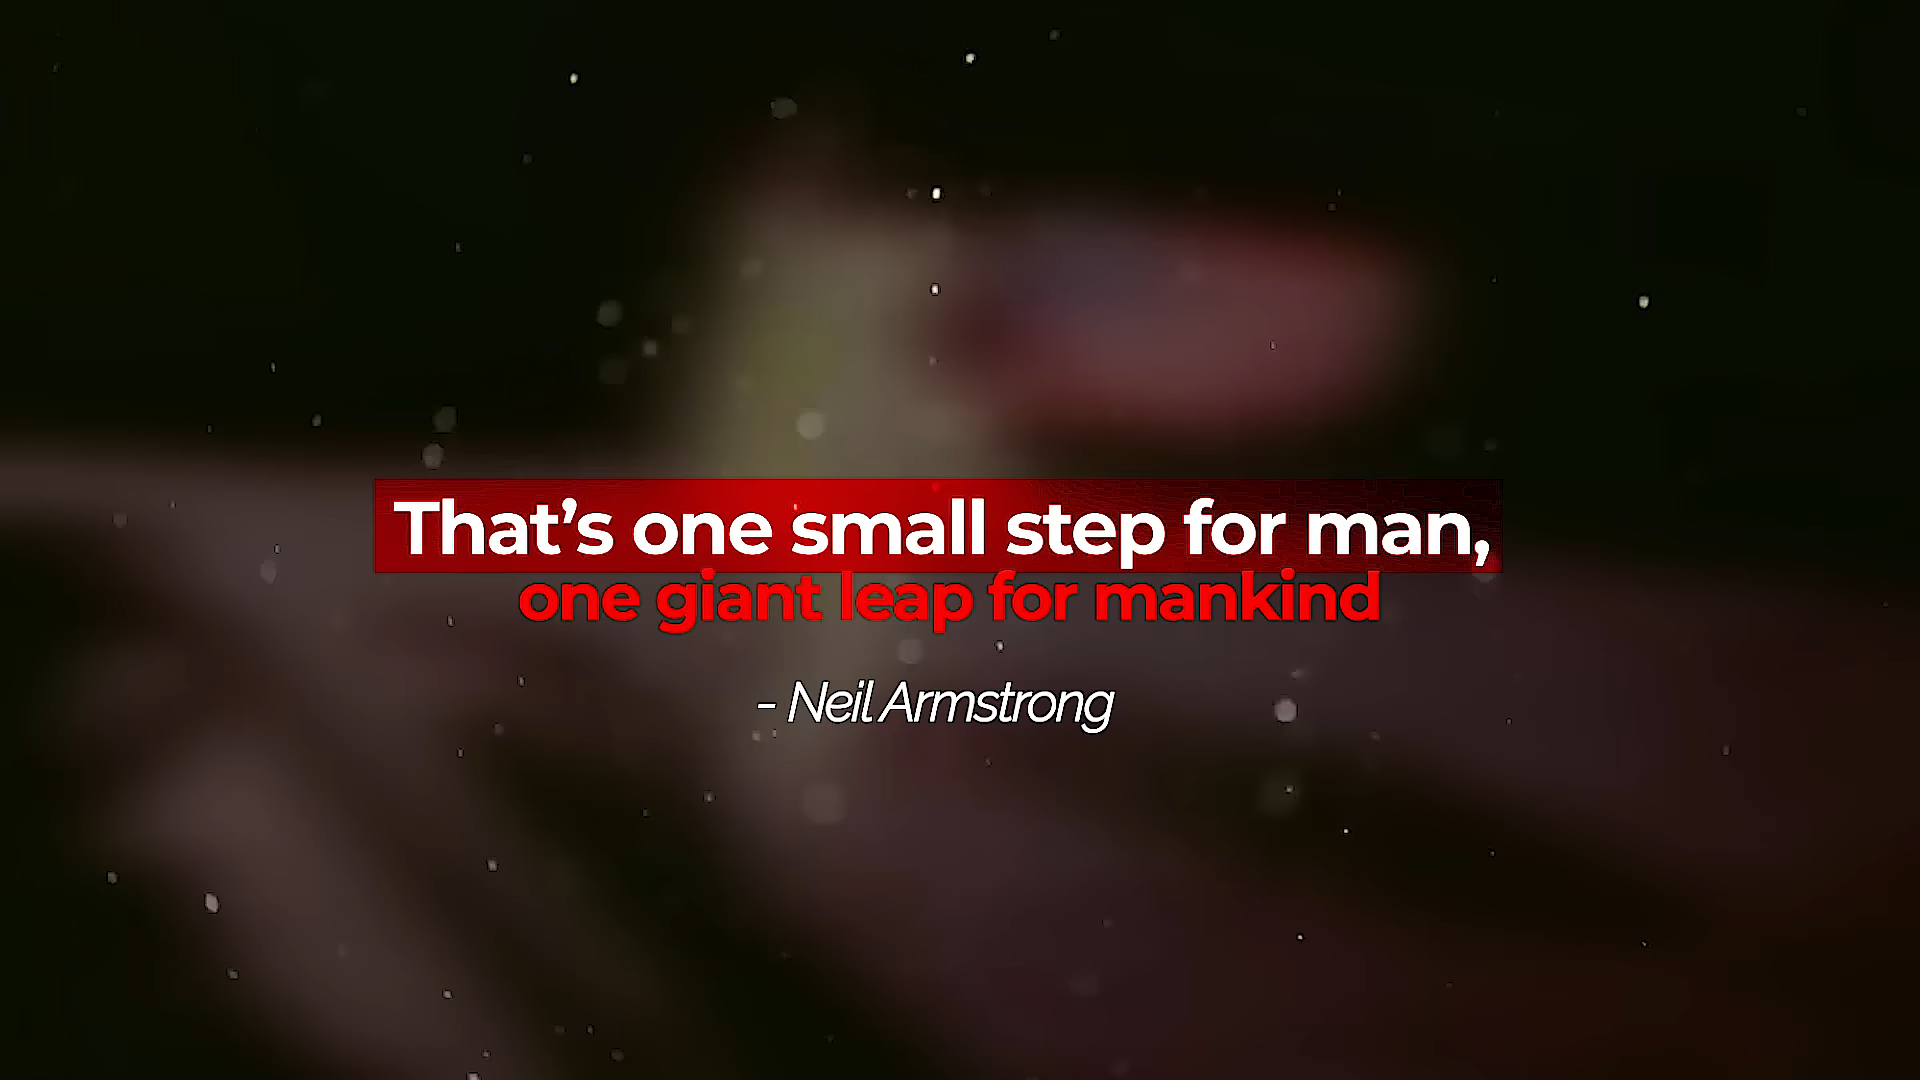 That’s one small step for man,
one giant leap for mankind
- Neil Armstrong